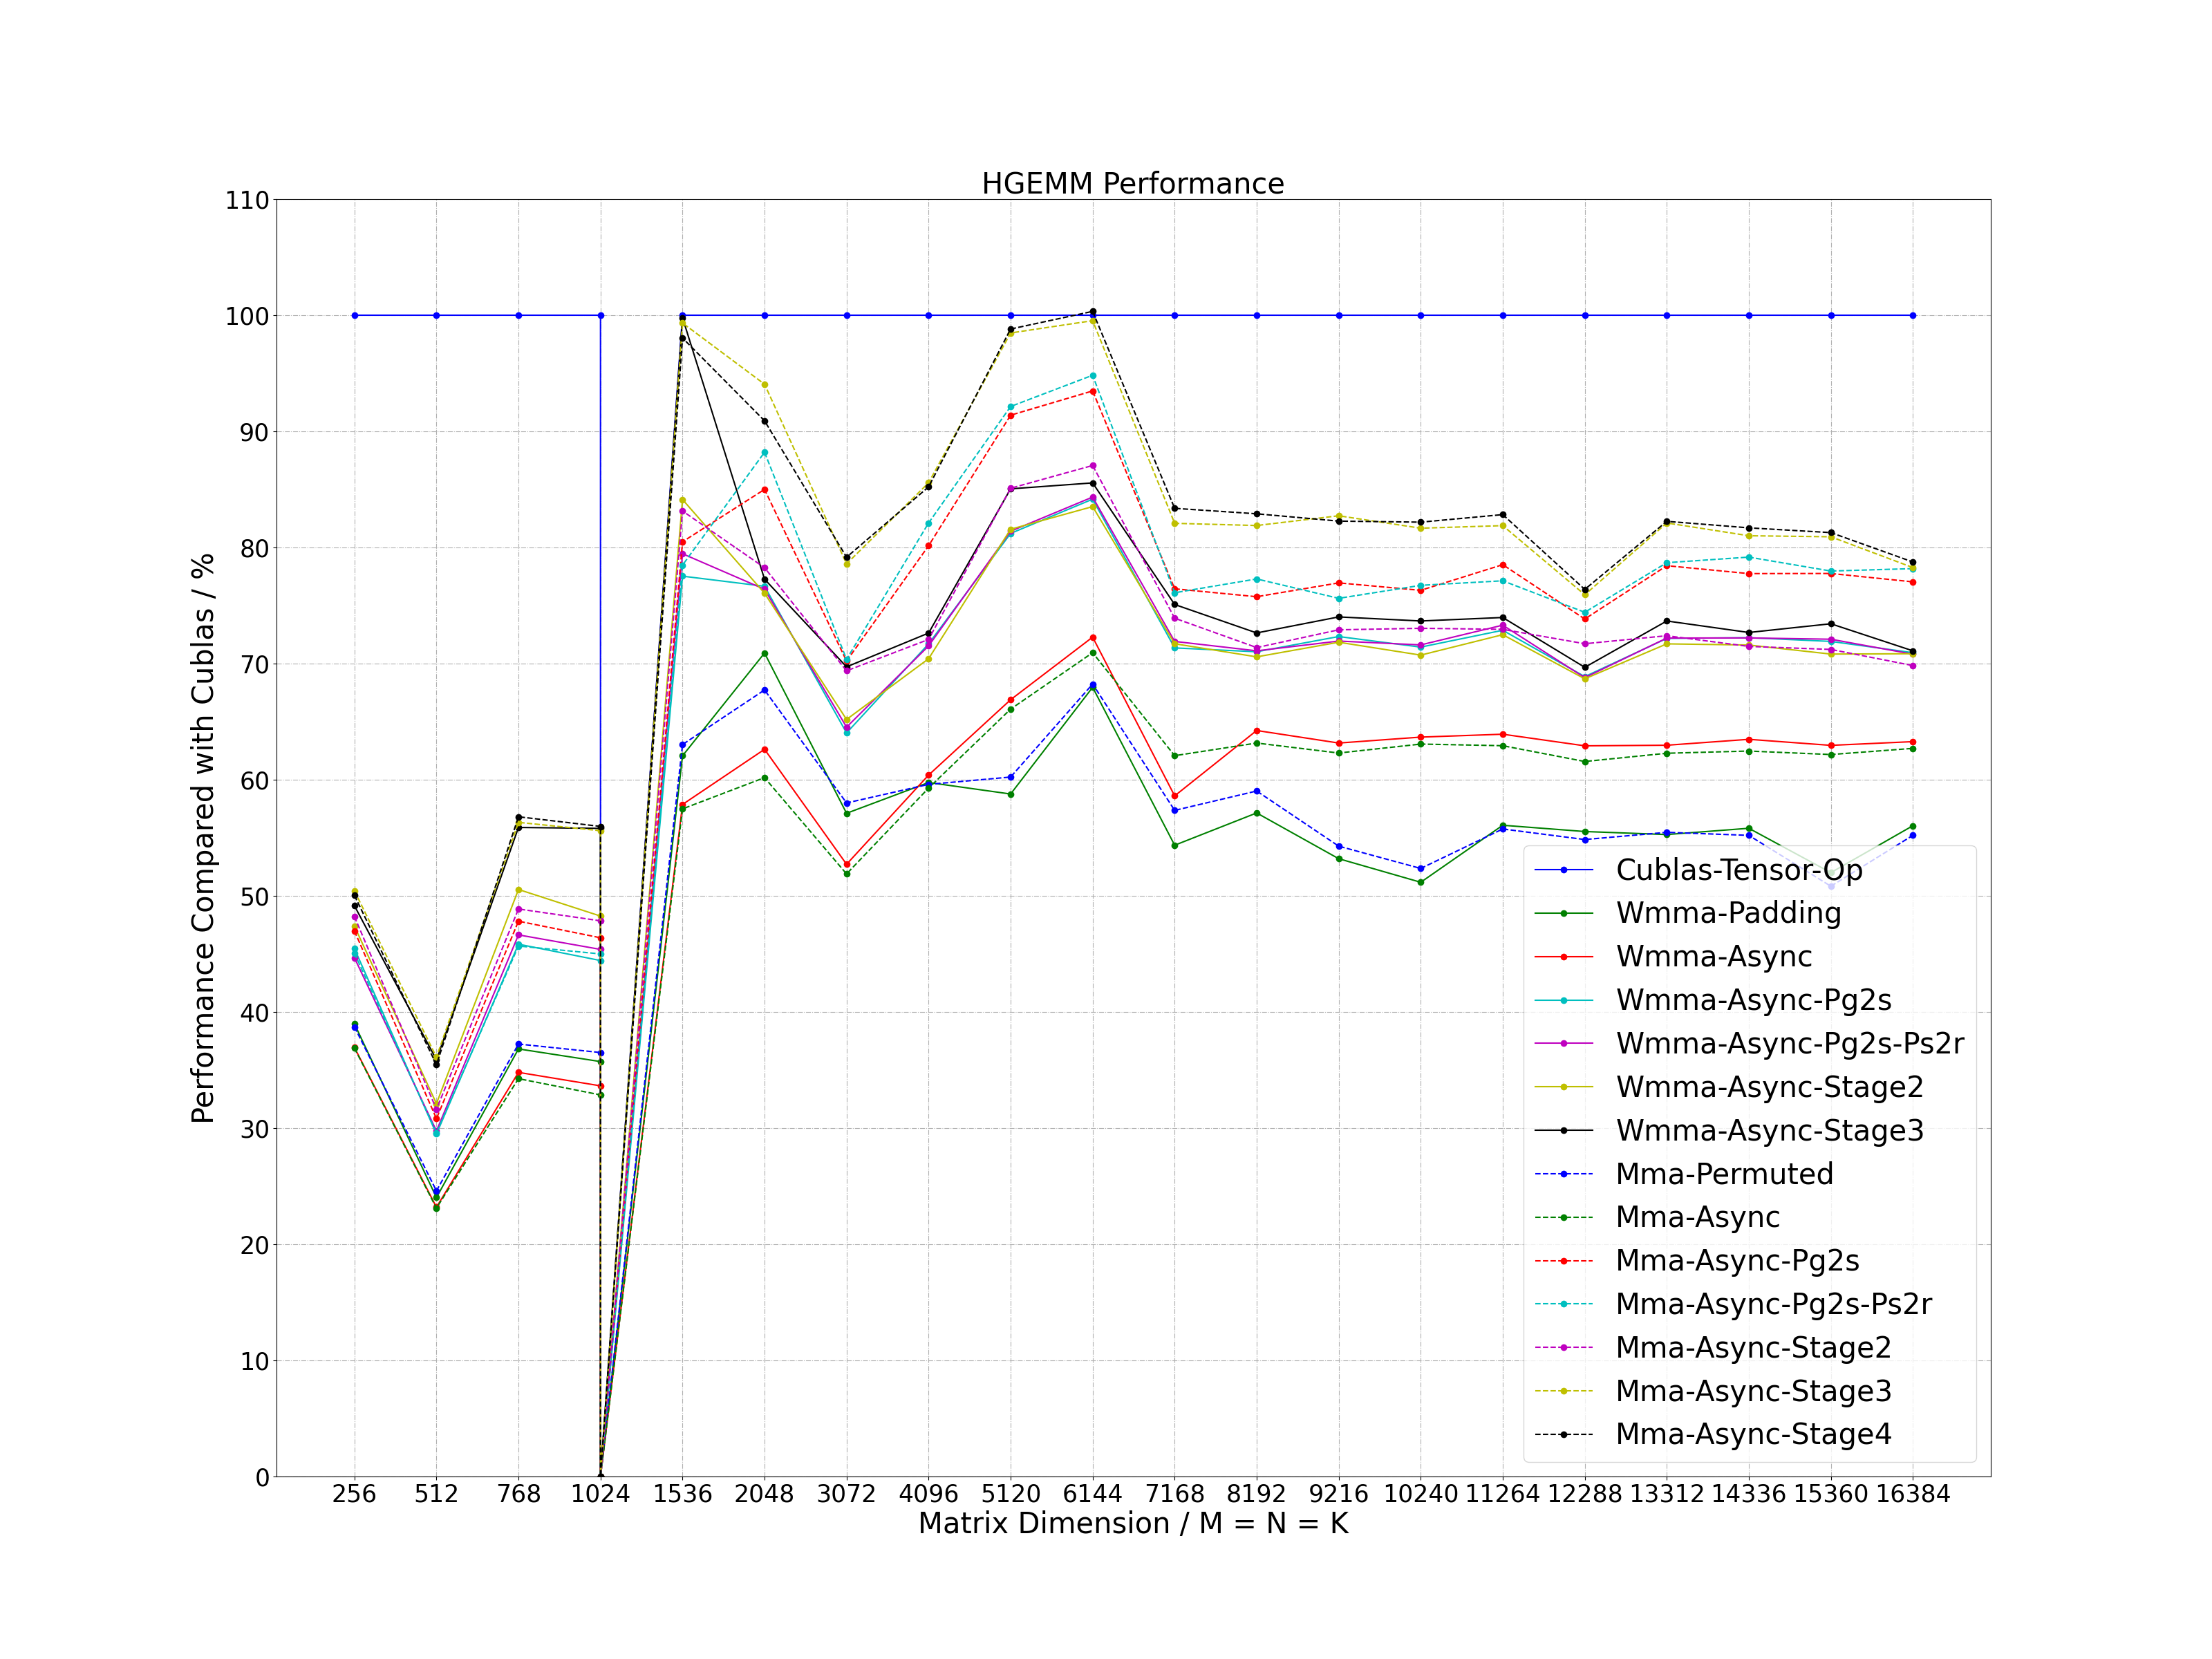 HGEMM Performance
110
100
90
80
70
60
50
40
30
20
10
0
Performance Compared with Cublas / %
Cublas-Tensor-Op
Wmma-Padding
Wmma-Async
Wmma-Async-Pg2s
Wmma-Async-Pg2s-Ps2r
Wmma-Async-Stage2
Wmma-Async-Stage3
Mma-Permuted
Mma-Async
Mma-Async-Pg2s
Mma-Async-Pg2s-Ps2r
Mma-Async-Stage2
Mma-Async-Stage3
Mma-Async-Stage4
256 512 768 1024 1536 2048 3072 4096 5120 6144 7168 8192 9216 10240 11264 12288 13312 14336 15360 16384
Matrix Dimension / M = N = K